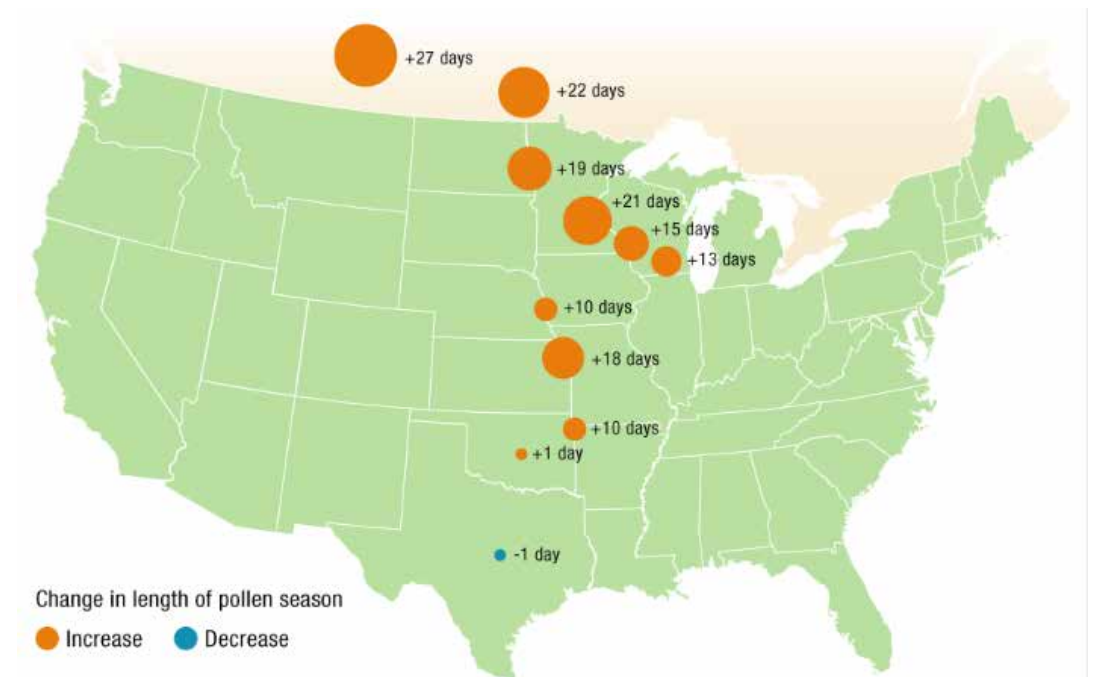 +27 days
+22 days
+19 days
+21 days
+15 days
+13 days
+10 days
+18 days
+10 days
+1 day
-1 day
Change in length of pollen season
Increase
Decrease